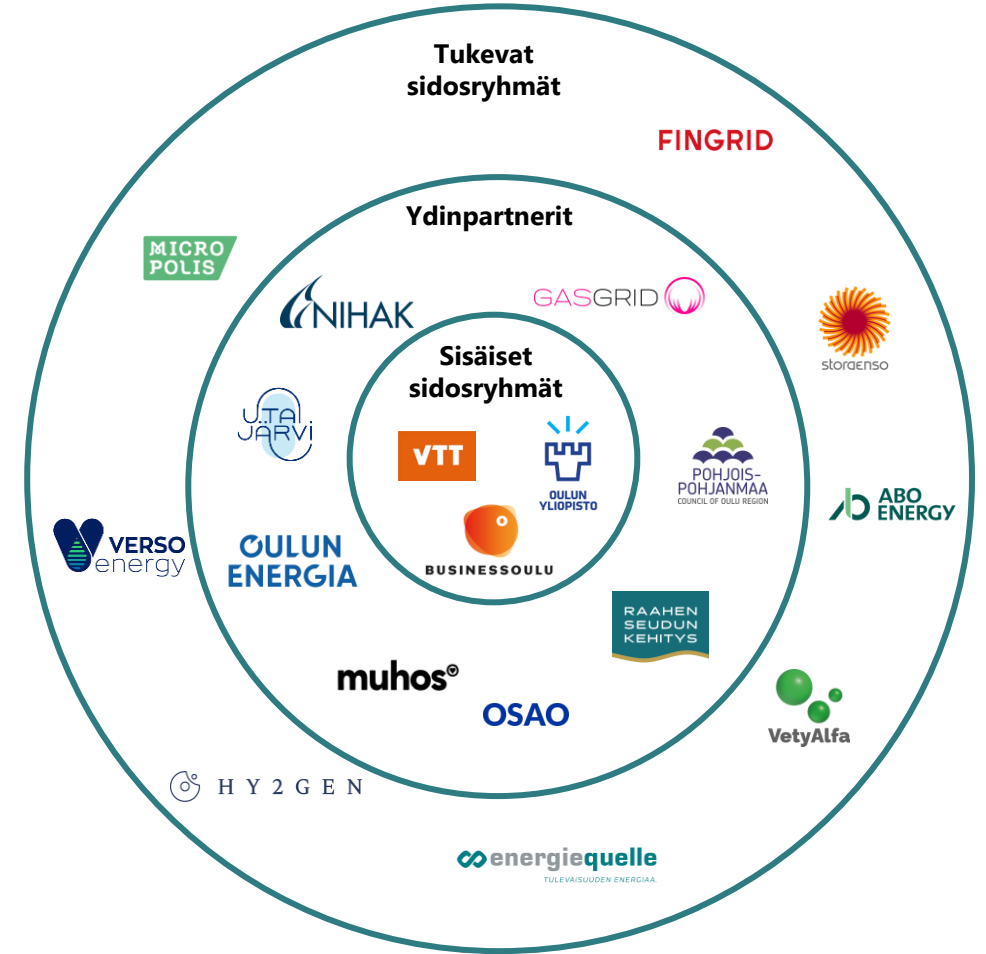 Tukevat
sidosryhmät
FINGRID
Ydinpartnerit
MICRO
POLIS
NIHAK
GASGRID
storaenso
Sisäiset
sidosryhmät
UTA
JÄRVI
VTT
OULUN
YLIOPISTO
POHJOIS-
POHJANMAA
COUNCIL OF OULU REGION
ABO
ENERGY
VERSO
energy
OULUN
ENERGIA
BUSINESSOULU
RAAHEN
SEUDUN
KEHITYS
muhos
OSAO
VetyAlfa
HY2GEN
energiequelle
TULEVAISUUDEN ENERGIAA.